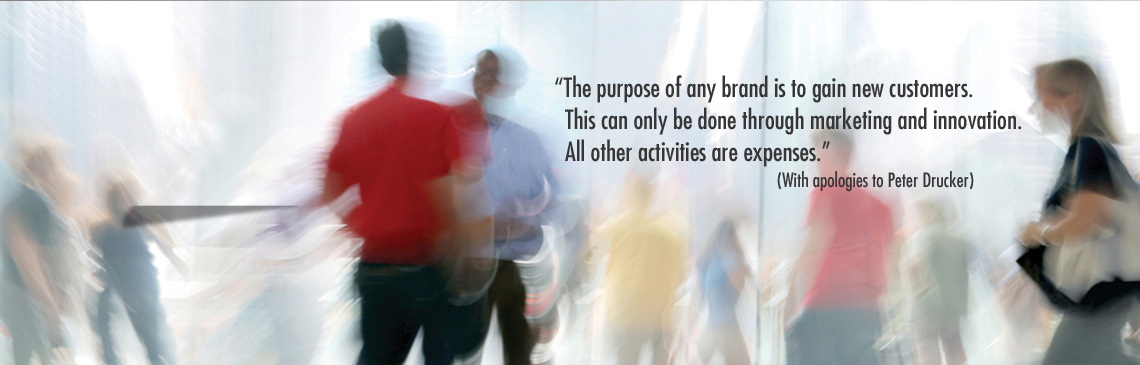 “The purpose of any brand is to gain new customers.
This can only be done through marketing and innovation.
All other activities are expenses.”
(With apologies to Peter Drucker)